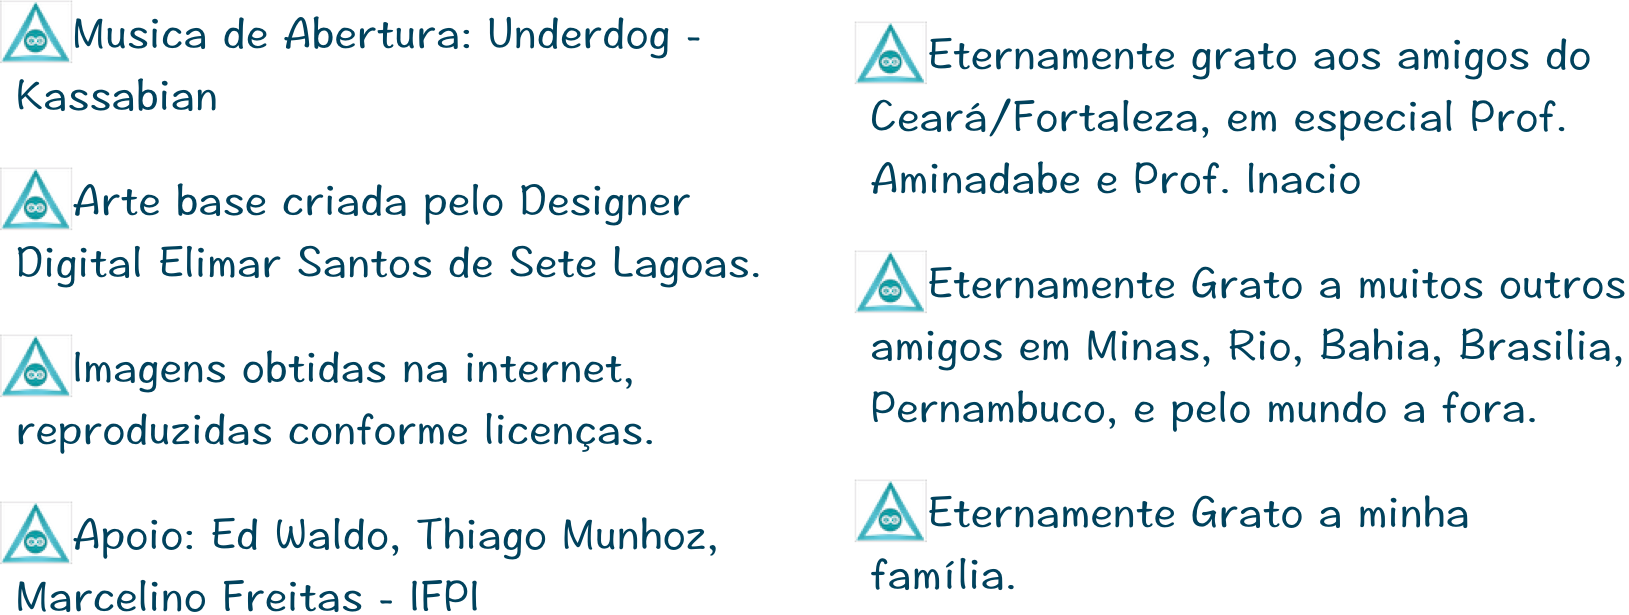 Musica de Abertura: Underdog -
Kassabian
Arte base criada pelo Designer
Digital Elimar Santos de Sete Lagoas.
Imagens obtidas na internet,
reproduzidas conforme licenças.
Apoio: Ed Waldo, Thiago Munhoz,
Marcelino Freitas - IFPI
Eternamente grato aos amigos do
Ceará/Fortaleza, em especial Prof.
Aminadabe e Prof. Inacio
Eternamente Grato a muitos outros
amigos em Minas, Rio, Bahia, Brasilia,
Pernambuco, e pelo mundo a fora.
Eternamente Grato a minha
família.